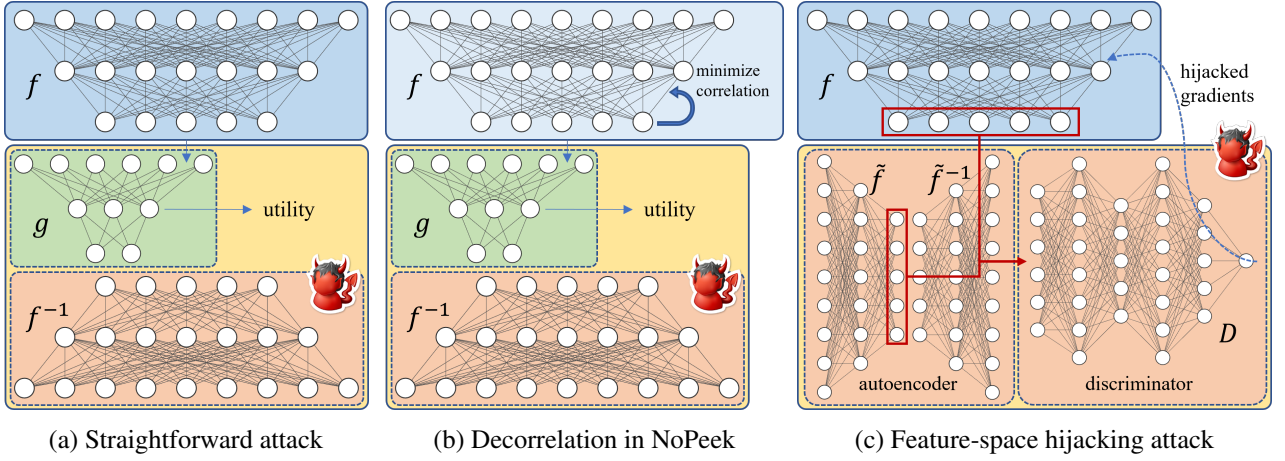 f
g
utility
f⁻¹
(a) Straightforward attack
f
minimize
correlation
g
utility
f⁻¹
(b) Decorrelation in NoPeek
f
hijacked
gradients
f̃
f̃⁻¹
autoencoder
D
discriminator
(c) Feature-space hijacking attack